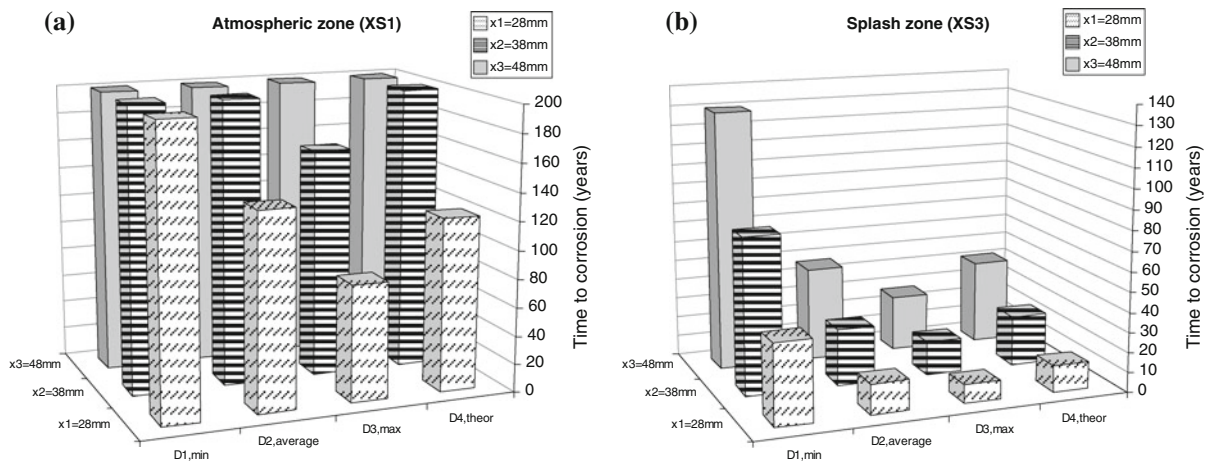 (a)
Atmospheric zone (XS1)
x1=28mm
x2=38mm
x3=48mm
200
180
160
140
120
100
80
60
40
20
0
Time to corrosion (years)
x3=48mm
x2=38mm
x1=28mm
D1,min
D2,average
D3,max
D4,theor
(b)
Splash zone (XS3)
x1=28mm
x2=38mm
x3=48mm
140
130
120
110
100
90
80
70
60
50
40
30
20
10
0
Time to corrosion (years)
x3=48mm
x2=38mm
x1=28mm
D1,min
D2,average
D3,max
D4,theor